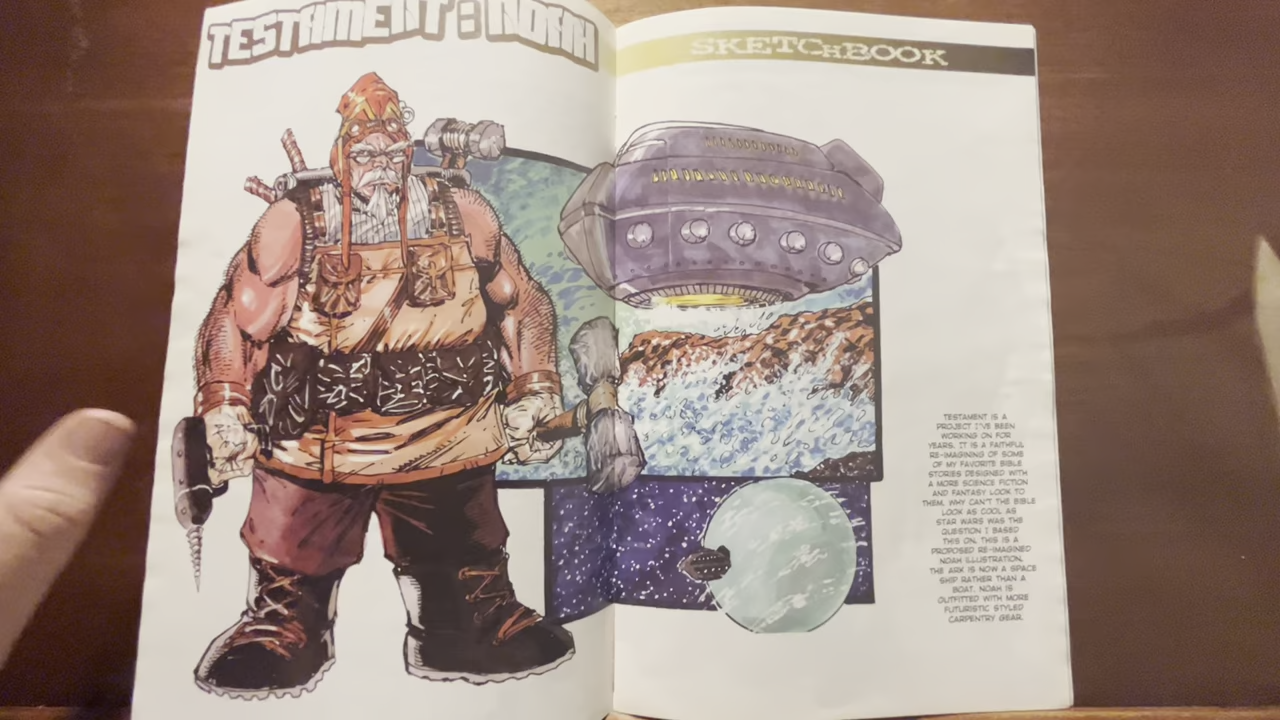 TESTAMENT : NOAH
SKETCHBOOK
TESTAMENT IS A
PROJECT I'VE BEEN
WORKING ON FOR
YEARS. IT IS A FAITHFUL
RE-IMAGINING OF SOME
OF MY FAVORITE BIBLE
STORIES DESIGNED WITH
A MORE SCIENCE FICTION
AND FANTASY LOOK TO
THEM. WHY CAN'T THE BIBLE
LOOK AS COOL AS
STAR WARS WAS THE
QUESTION I BASED
THIS ON. THIS IS A
PROPOSED RE-IMAGINED
NOAH ILLUSTRATION.
THE ARK IS NOW A SPACE
SHIP RATHER THAN A
BOAT. NOAH IS
OUTFITTED WITH MORE
FUTURISTIC STYLED
CARPENTRY GEAR.